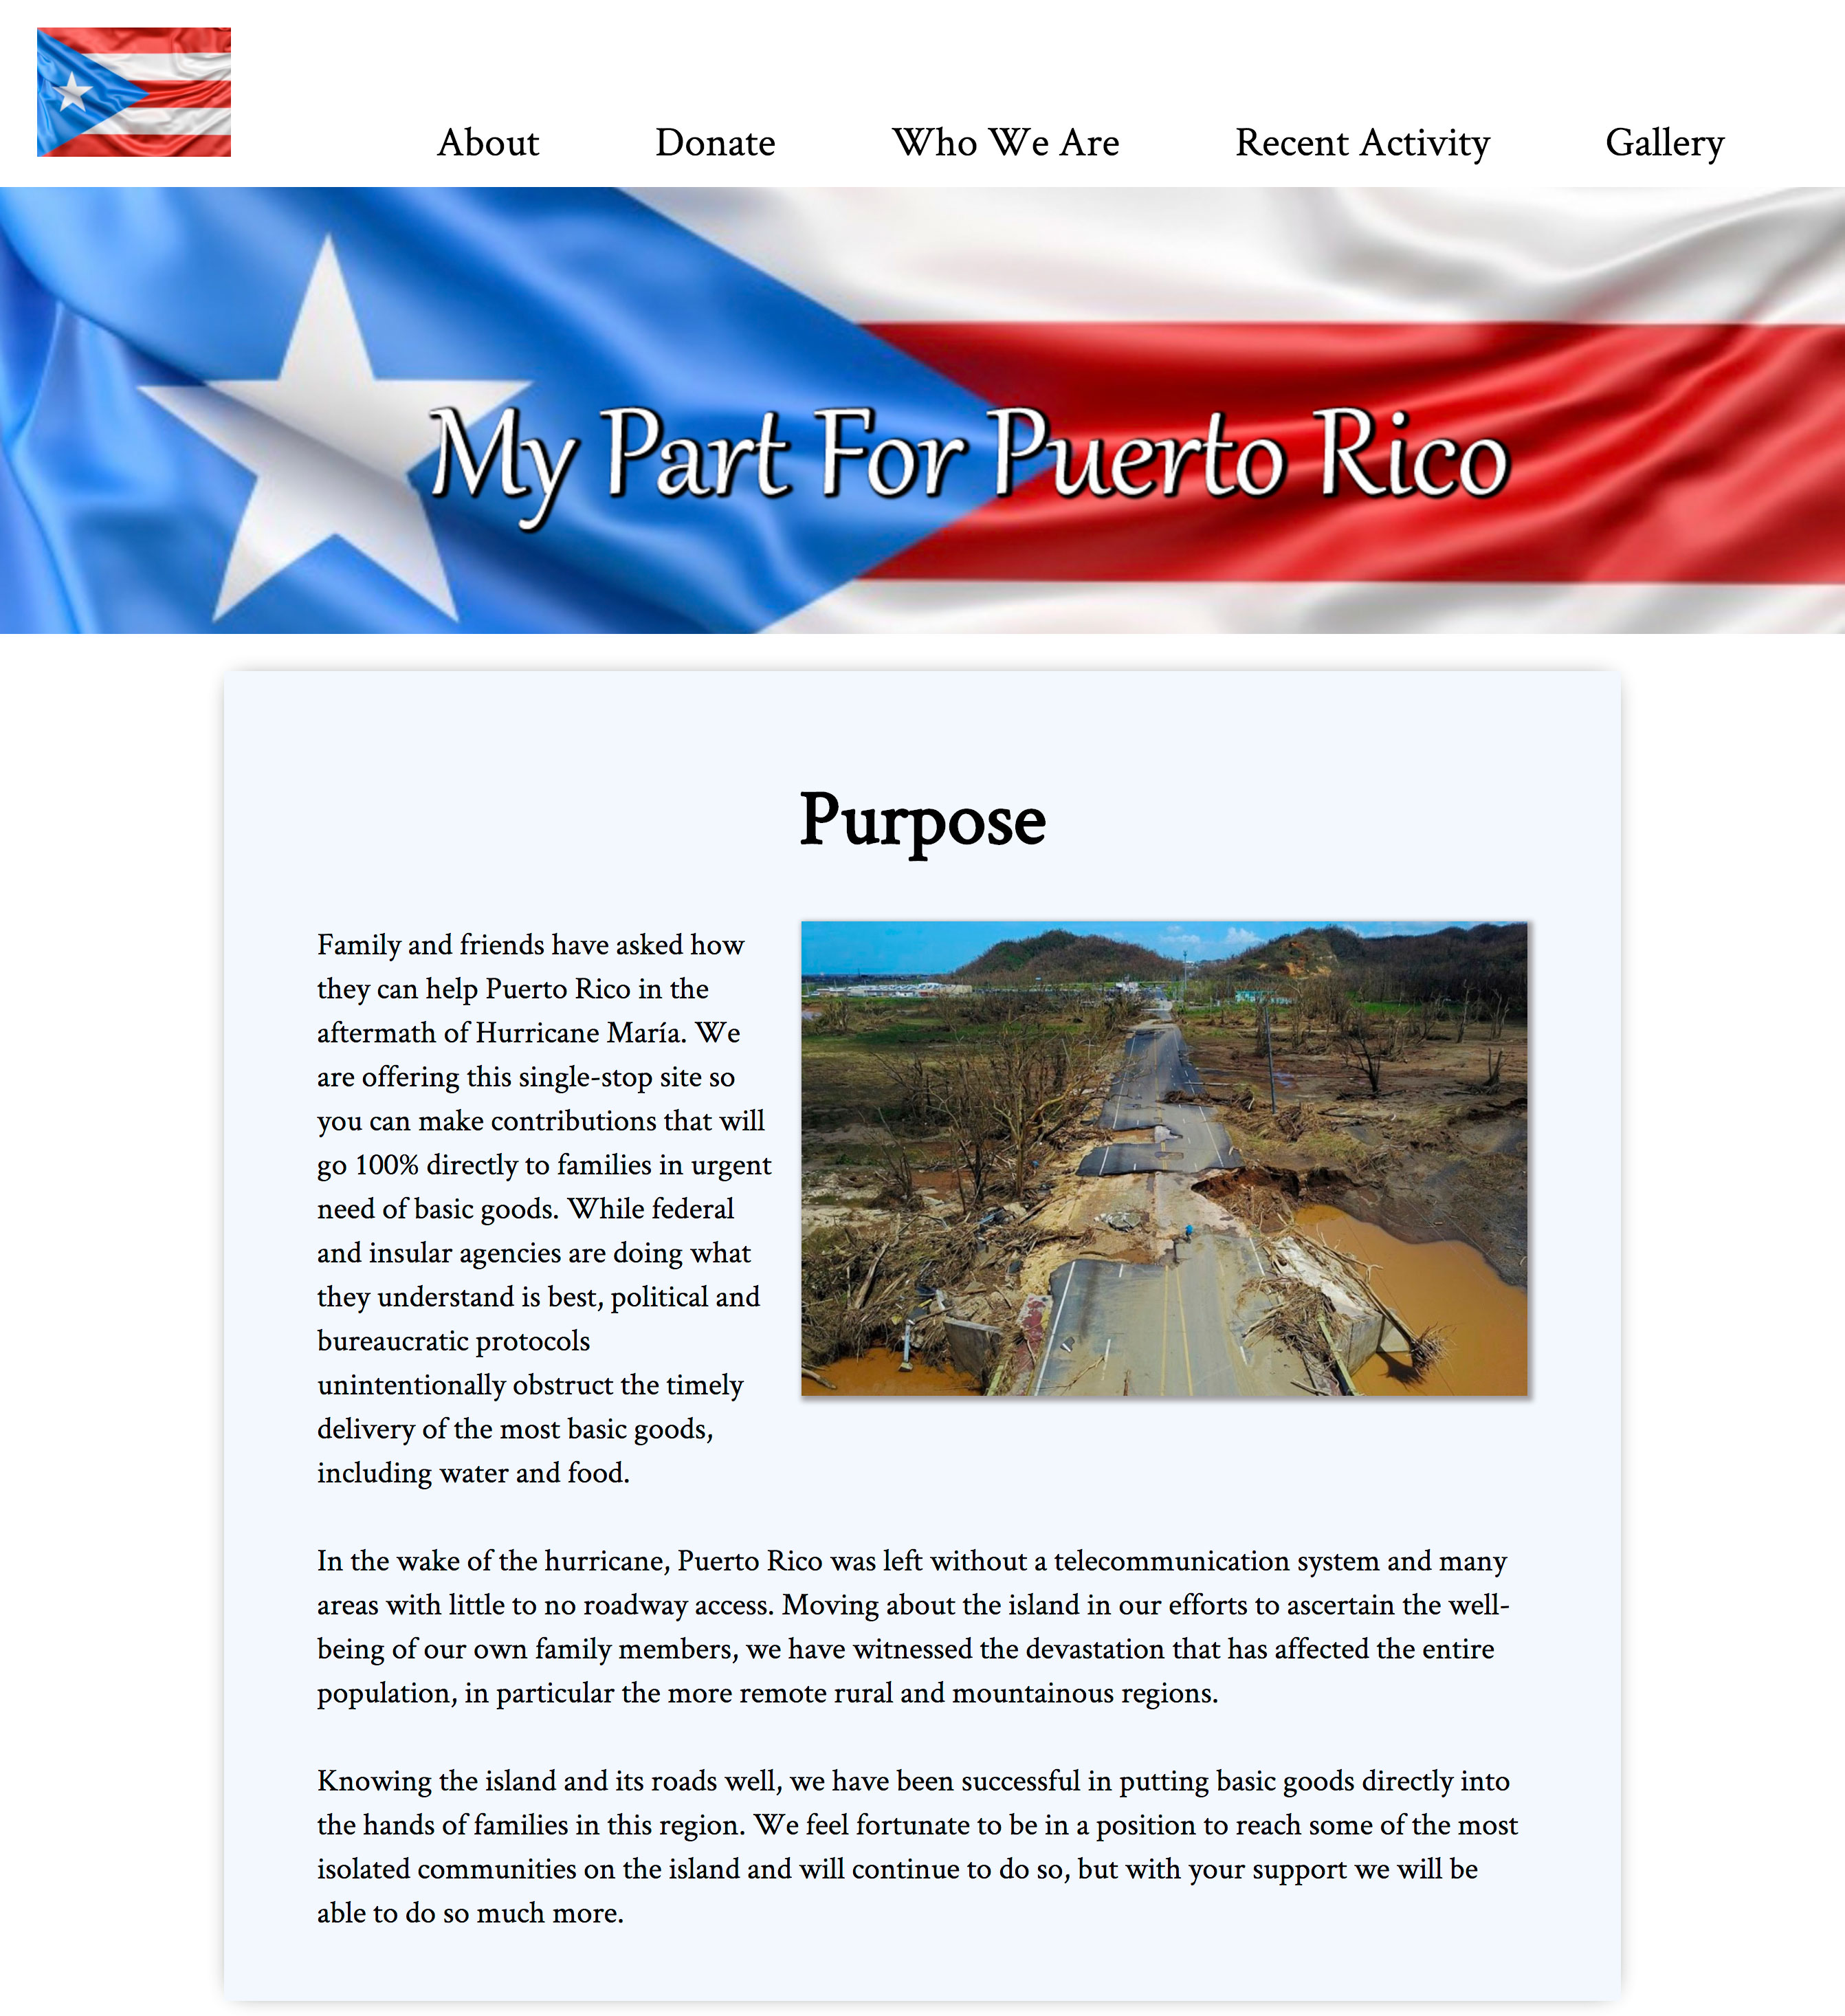 About Donate Who We Are Recent Activity Gallery
My Part For Puerto Rico
Purpose
Family and friends have asked how
they can help Puerto Rico in the
aftermath of Hurricane María. We
are offering this single-stop site so
you can make contributions that will
go 100% directly to families in urgent
need of basic goods. While federal
and insular agencies are doing what
they understand is best, political and
bureaucratic protocols
unintentionally obstruct the timely
delivery of the most basic goods,
including water and food.
In the wake of the hurricane, Puerto Rico was left without a telecommunication system and many
areas with little to no roadway access. Moving about the island in our efforts to ascertain the well-
being of our own family members, we have witnessed the devastation that has affected the entire
population, in particular the more remote rural and mountainous regions.
Knowing the island and its roads well, we have been successful in putting basic goods directly into
the hands of families in this region. We feel fortunate to be in a position to reach some of the most
isolated communities on the island and will continue to do so, but with your support we will be
able to do so much more.